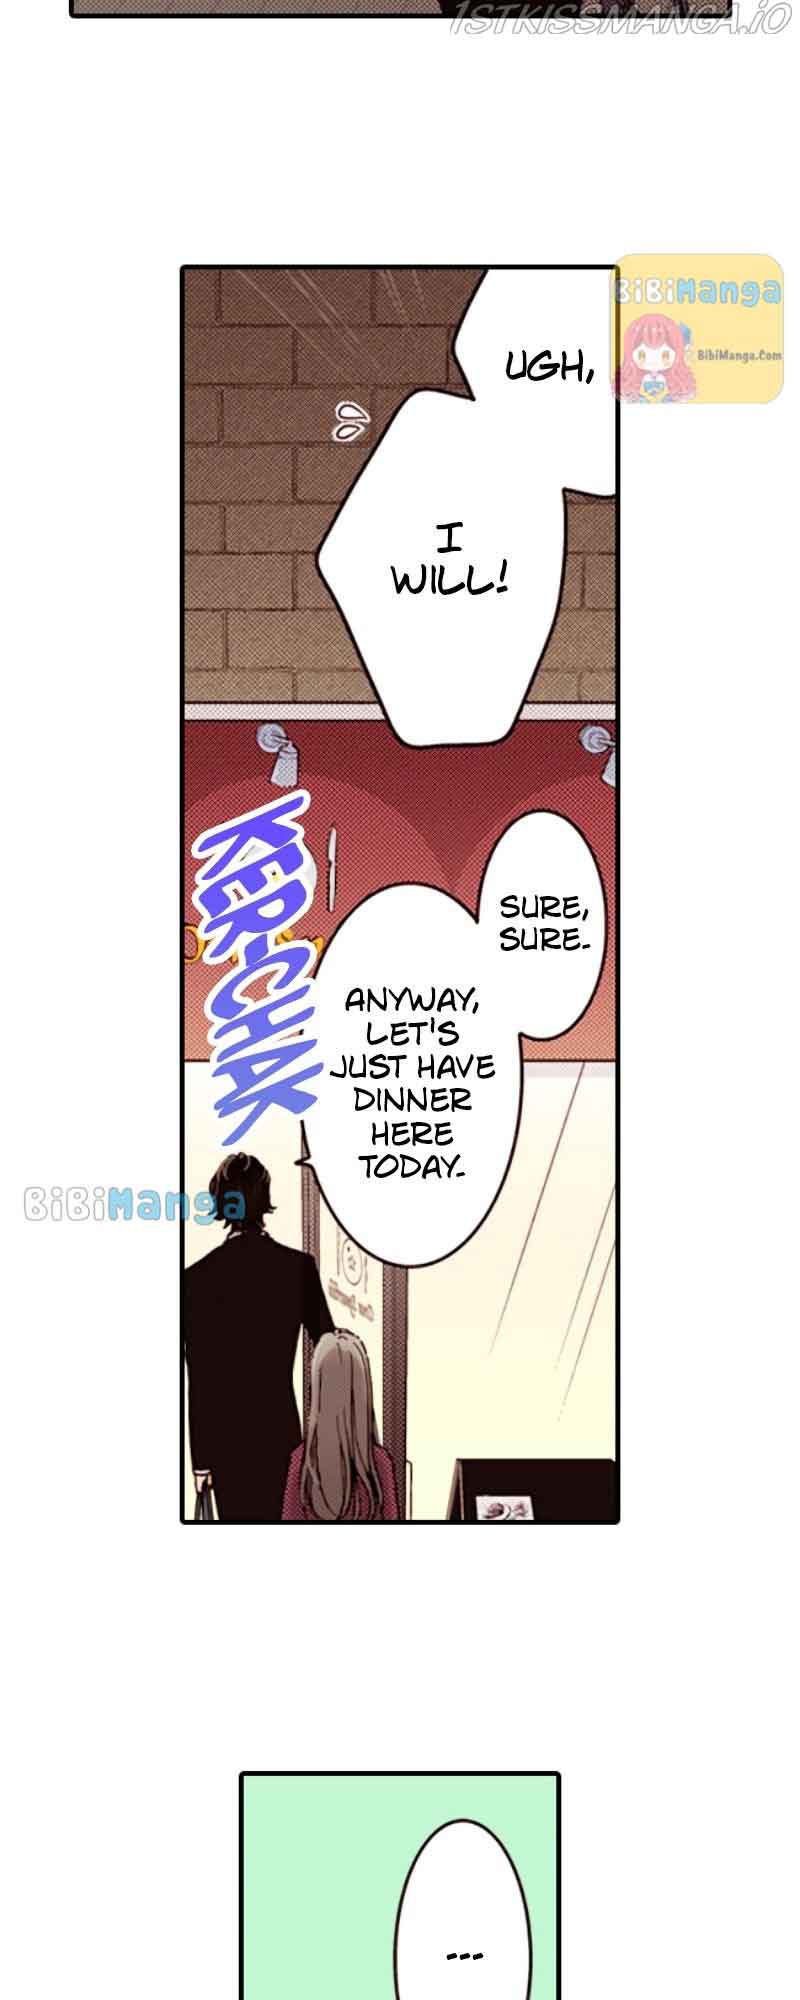 1STKISSMANGA.IO
BiBiManga
BibiManga.Com
UGH,
I
WILL!
SURE,
SURE.
KER-CHAK
ANYWAY,
LET'S
JUST HAVE
DINNER
HERE
TODAY.
BiBiManga
...